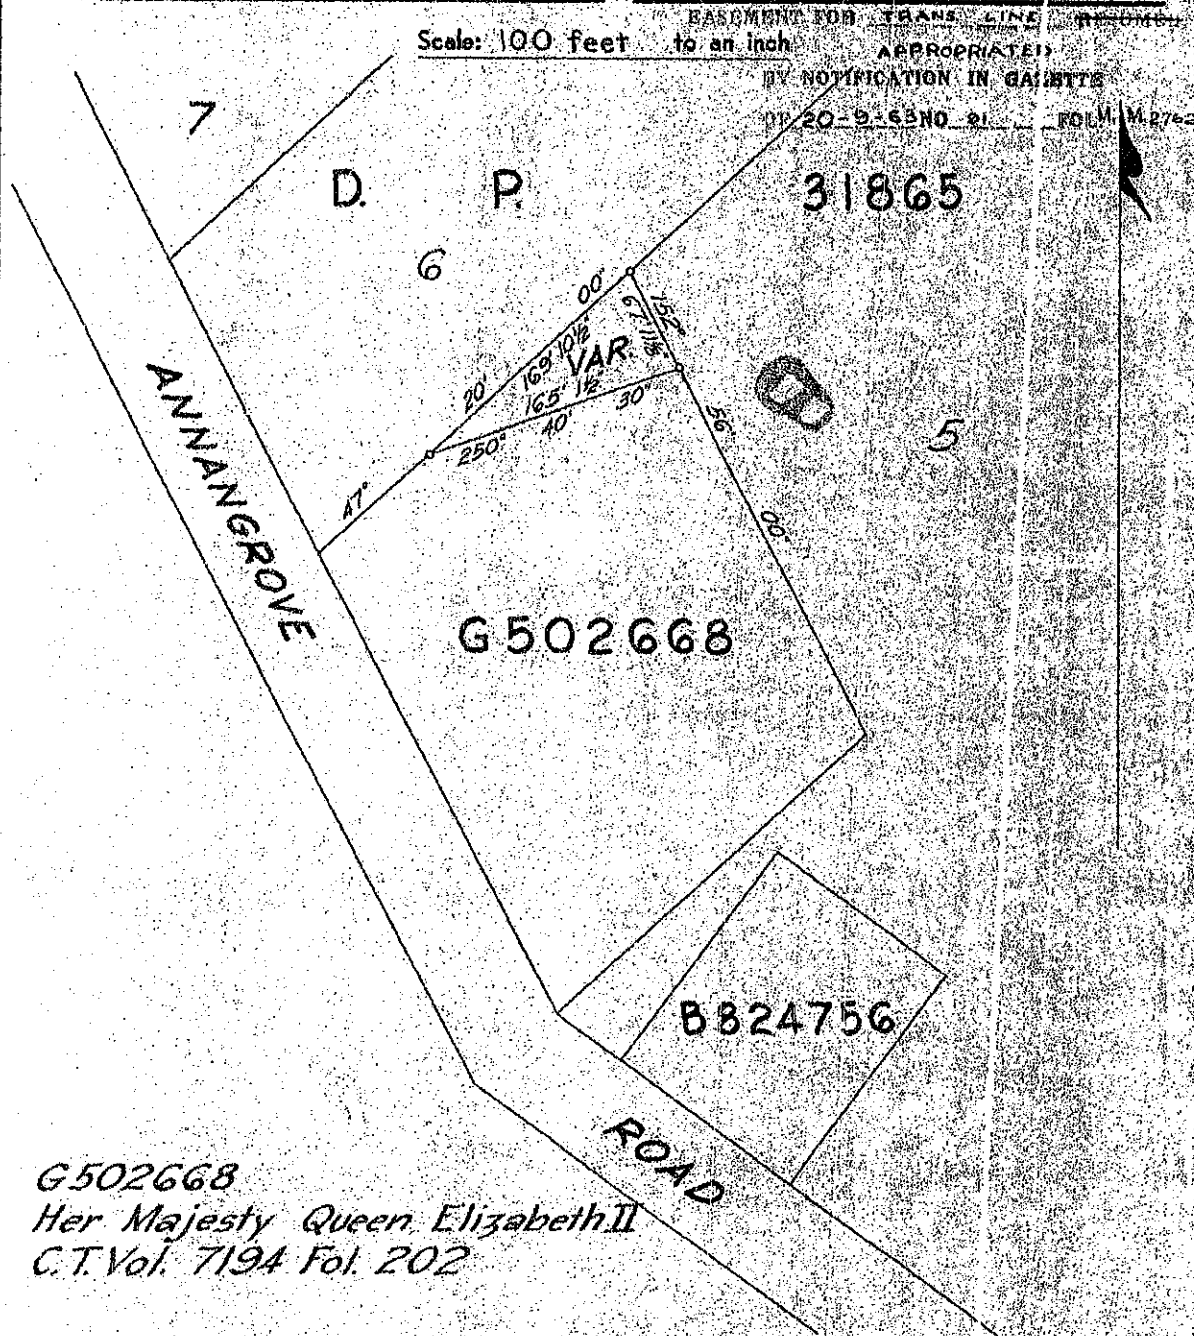 EASEMENT FOR TRANS. LINE RESUMED
Scale: 100 feet to an inch
APPROPRIATED
BY NOTIFICATION IN GAZETTE
OF 20-9-63 NO 91 FOL M.M.2762
7
D. P. 31865
6
00'
152°
67' 11½"
169' 10½"
VAR.
20'
165' 1½"
30"
40'
250°
56'
5
47°
00"
ANNANGROVE
G502668
B824756
ROAD
G502668
Her Majesty Queen Elizabeth II
C.T. Vol. 7194 Fol. 202